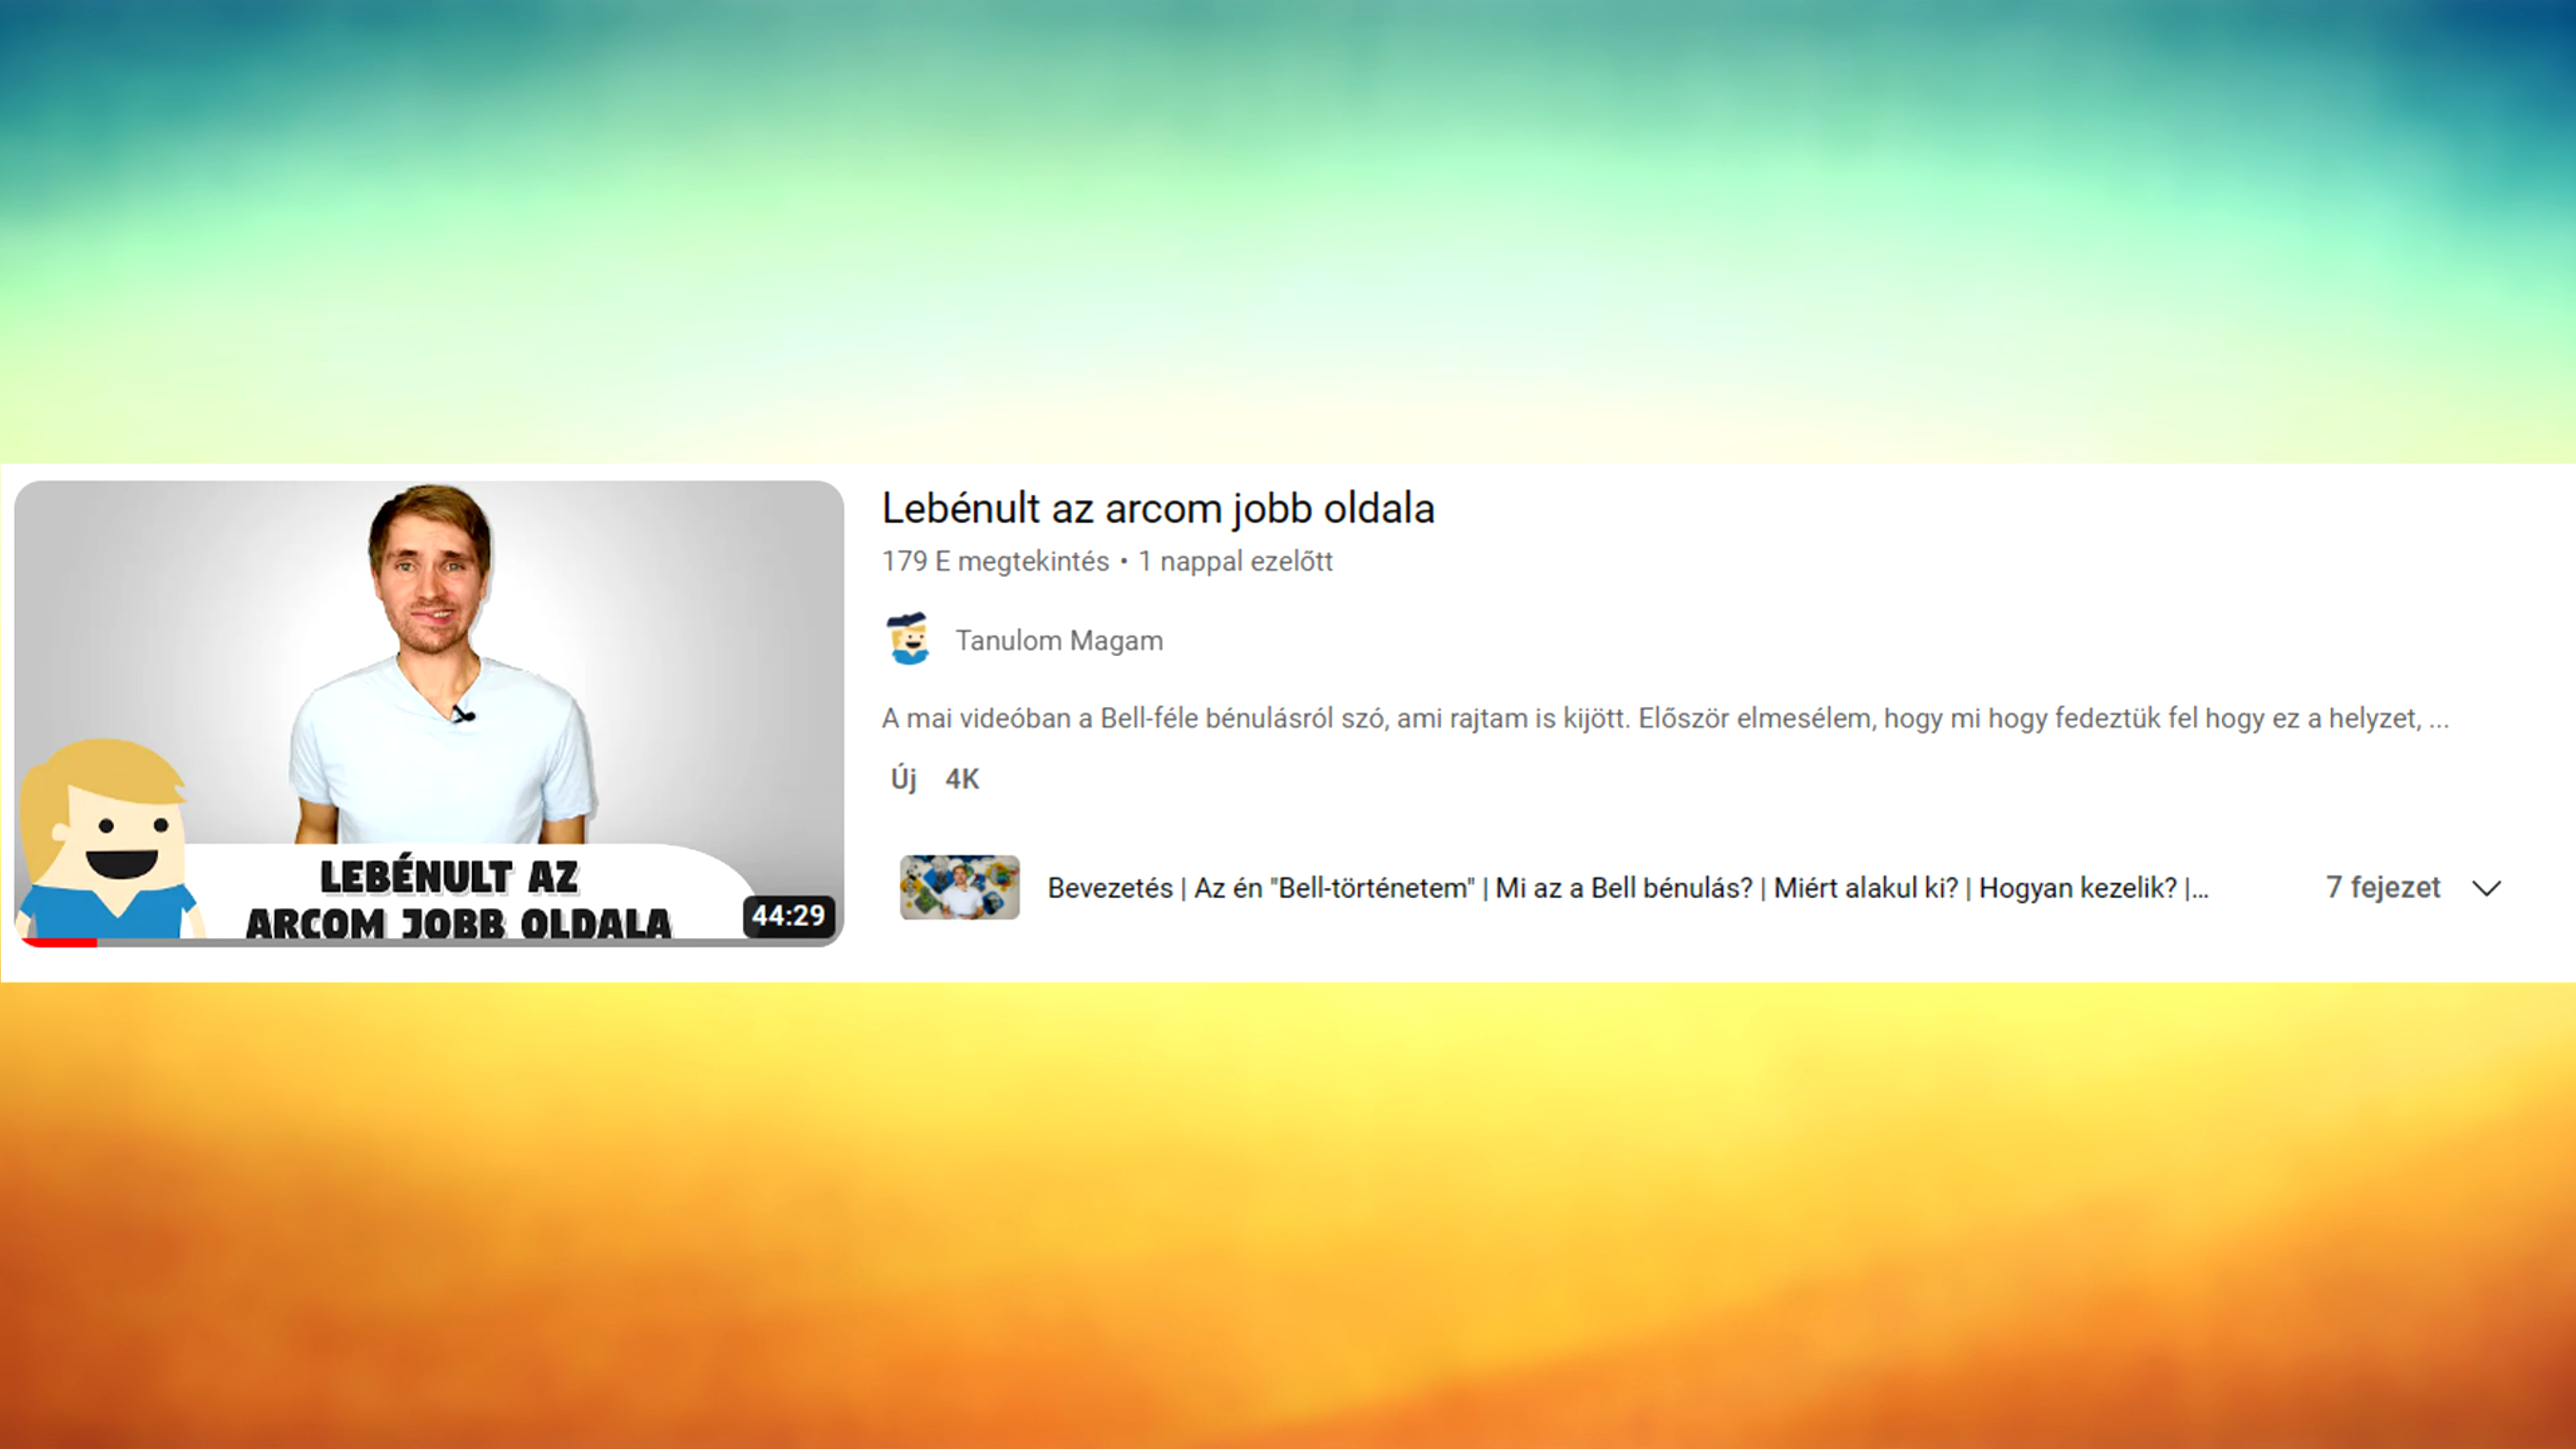 LEBÉNULT AZ
ARCOM JOBB OLDALA
44:29
Lebénult az arcom jobb oldala
179 E megtekintés • 1 nappal ezelőtt
Tanulom Magam
A mai videóban a Bell-féle bénulásról szó, ami rajtam is kijött. Először elmesélem, hogy mi hogy fedeztük fel hogy ez a helyzet, ...
Új 4K
Bevezetés | Az én "Bell-történetem" | Mi az a Bell bénulás? | Miért alakul ki? | Hogyan kezelik? |...
7 fejezet